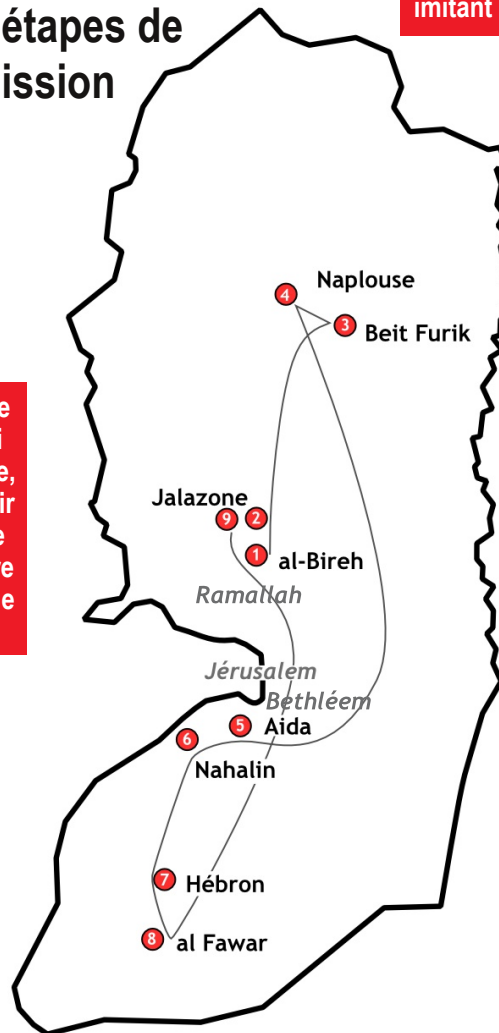 étapes de
ission
imitant
4
Naplouse
3
Beit Furik
e
i
e,
ir
e
e
e
Jalazone
9
2
1
al-Bireh
Ramallah
Jérusalem
Bethléem
5
Aida
6
Nahalin
7
Hébron
8
al Fawar